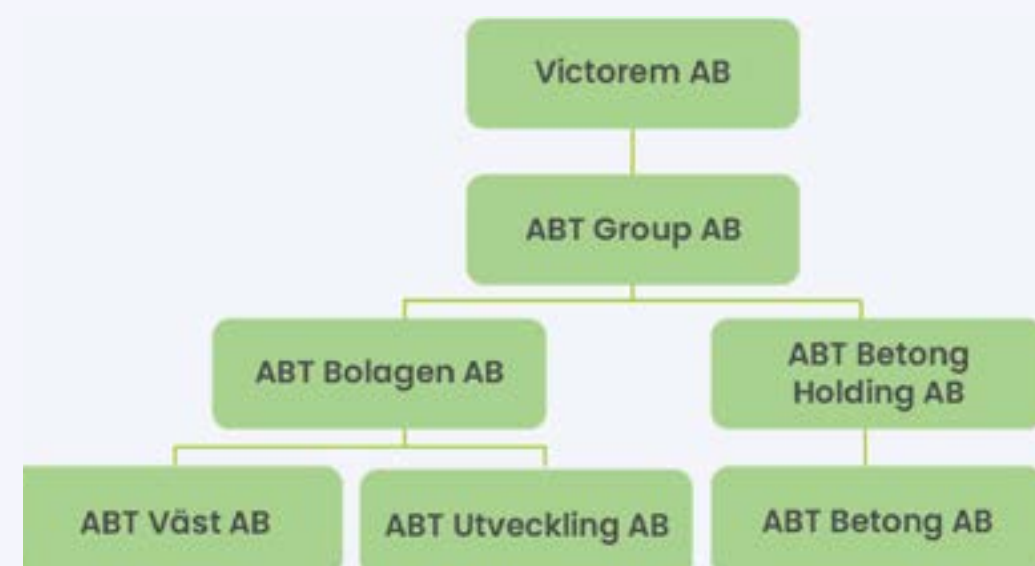 Victorem AB
ABT Group AB
ABT Bolagen AB
ABT Betong
Holding AB
ABT Väst AB
ABT Utveckling AB
ABT Betong AB